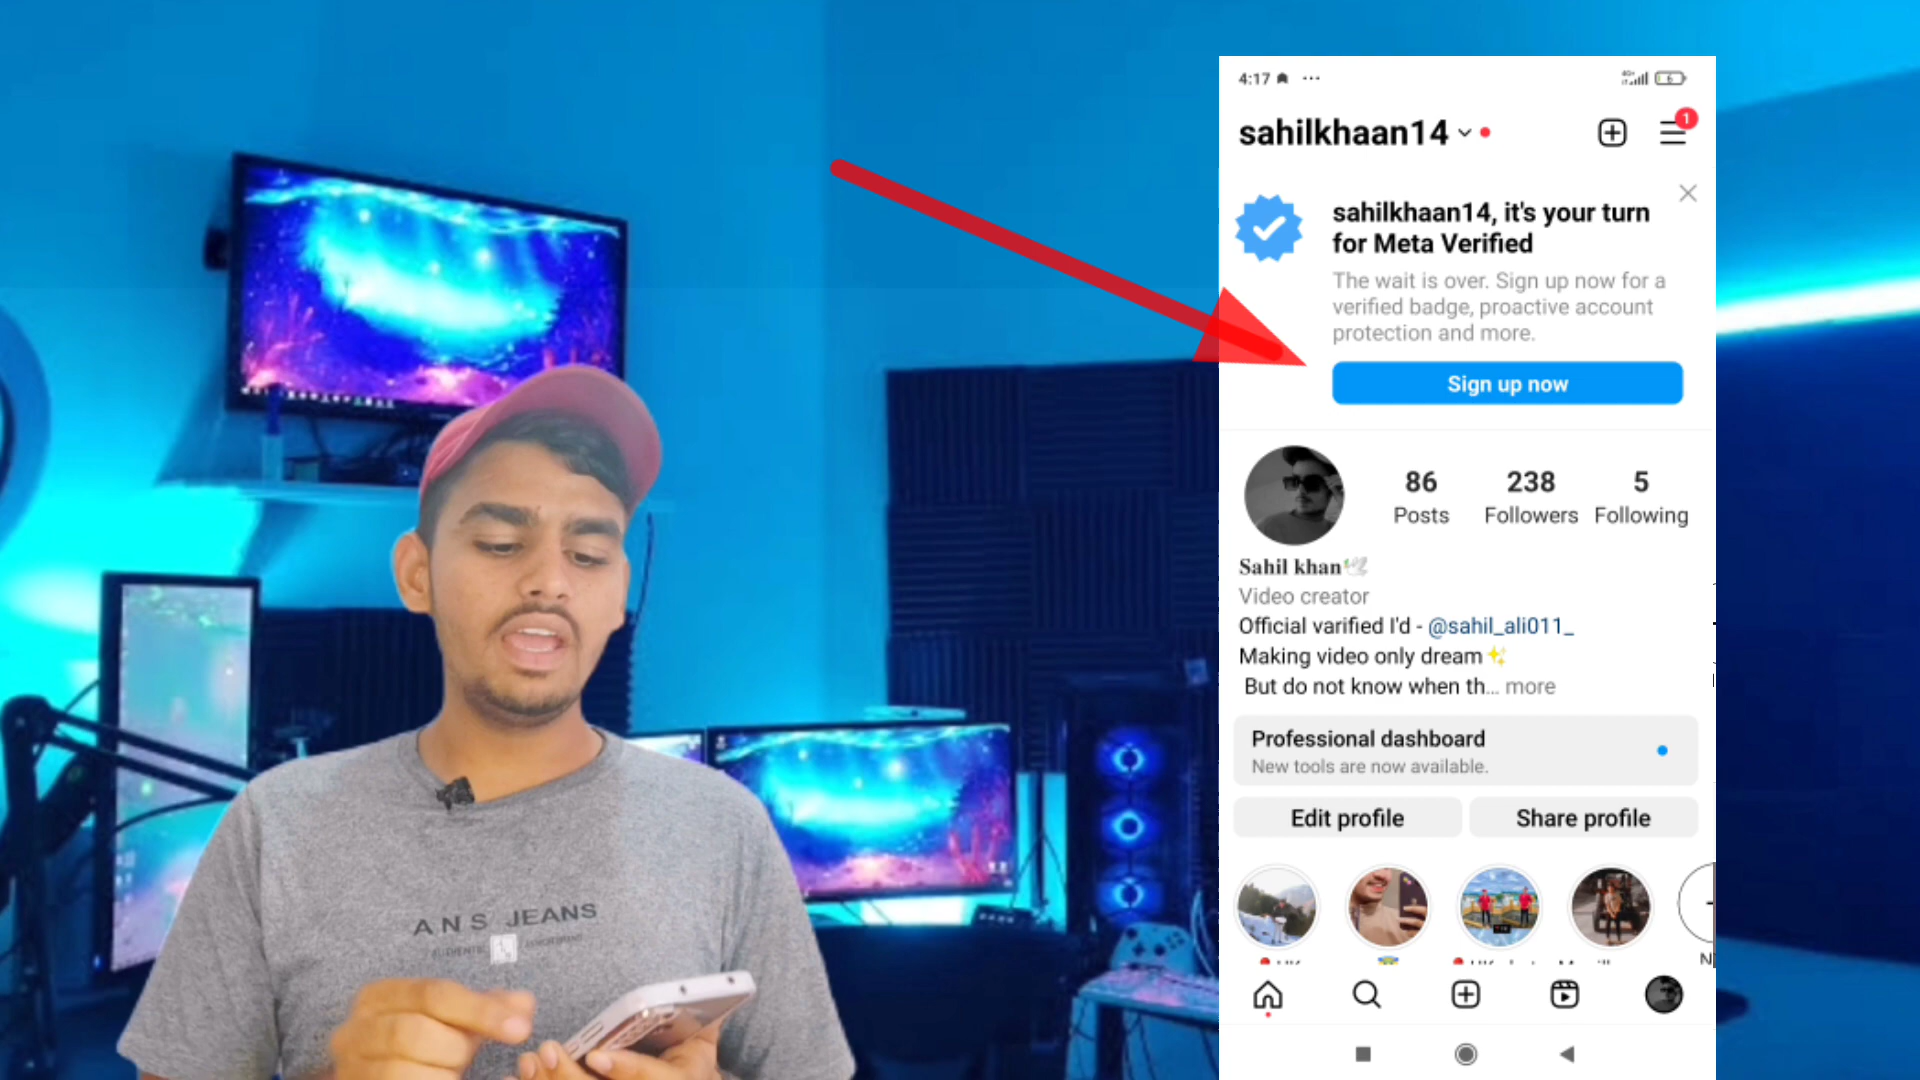 4:17
6
sahilkhaan14
1
sahilkhaan14, it's your turn
for Meta Verified
The wait is over. Sign up now for a
verified badge, proactive account
protection and more.
Sign up now
86 238 5
Posts Followers Following
Sahil khan🕊
Video creator
Official varified I'd - @sahil_ali011_
Making video only dream✨
But do not know when th... more
Professional dashboard
New tools are now available.
Edit profile Share profile
ANS JEANS